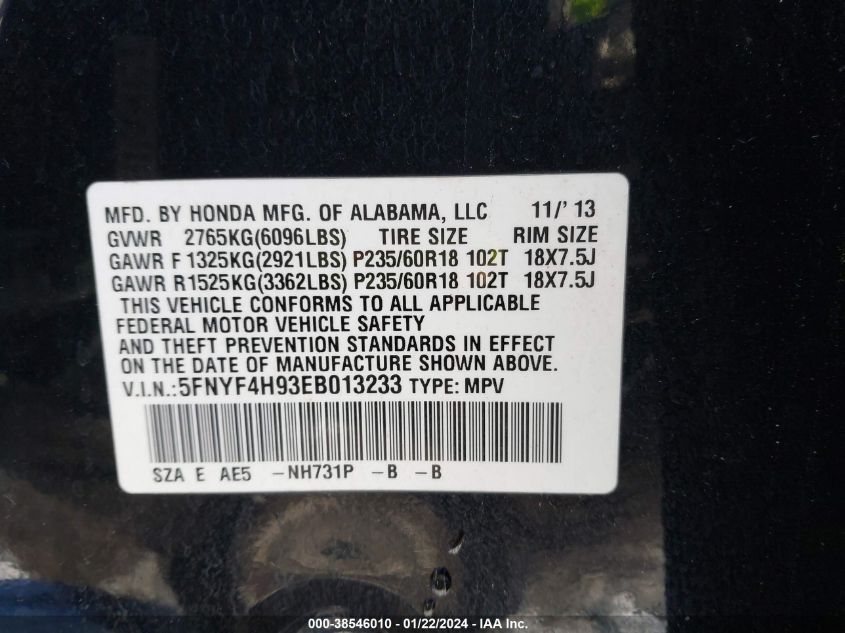 MFD. BY HONDA MFG. OF ALABAMA, LLC 11/' 13
GVWR 2765KG(6096LBS) TIRE SIZE RIM SIZE
GAWR F 1325KG(2921LBS) P235/60R18 102T 18X7.5J
GAWR R1525KG(3362LBS) P235/60R18 102T 18X7.5J
THIS VEHICLE CONFORMS TO ALL APPLICABLE
FEDERAL MOTOR VEHICLE SAFETY
AND THEFT PREVENTION STANDARDS IN EFFECT
ON THE DATE OF MANUFACTURE SHOWN ABOVE.
V.I.N.:5FNYF4H93EB013233 TYPE: MPV
SZA E AE5 -NH731P -B -B
000-38546010 - 01/22/2024 - IAA Inc.